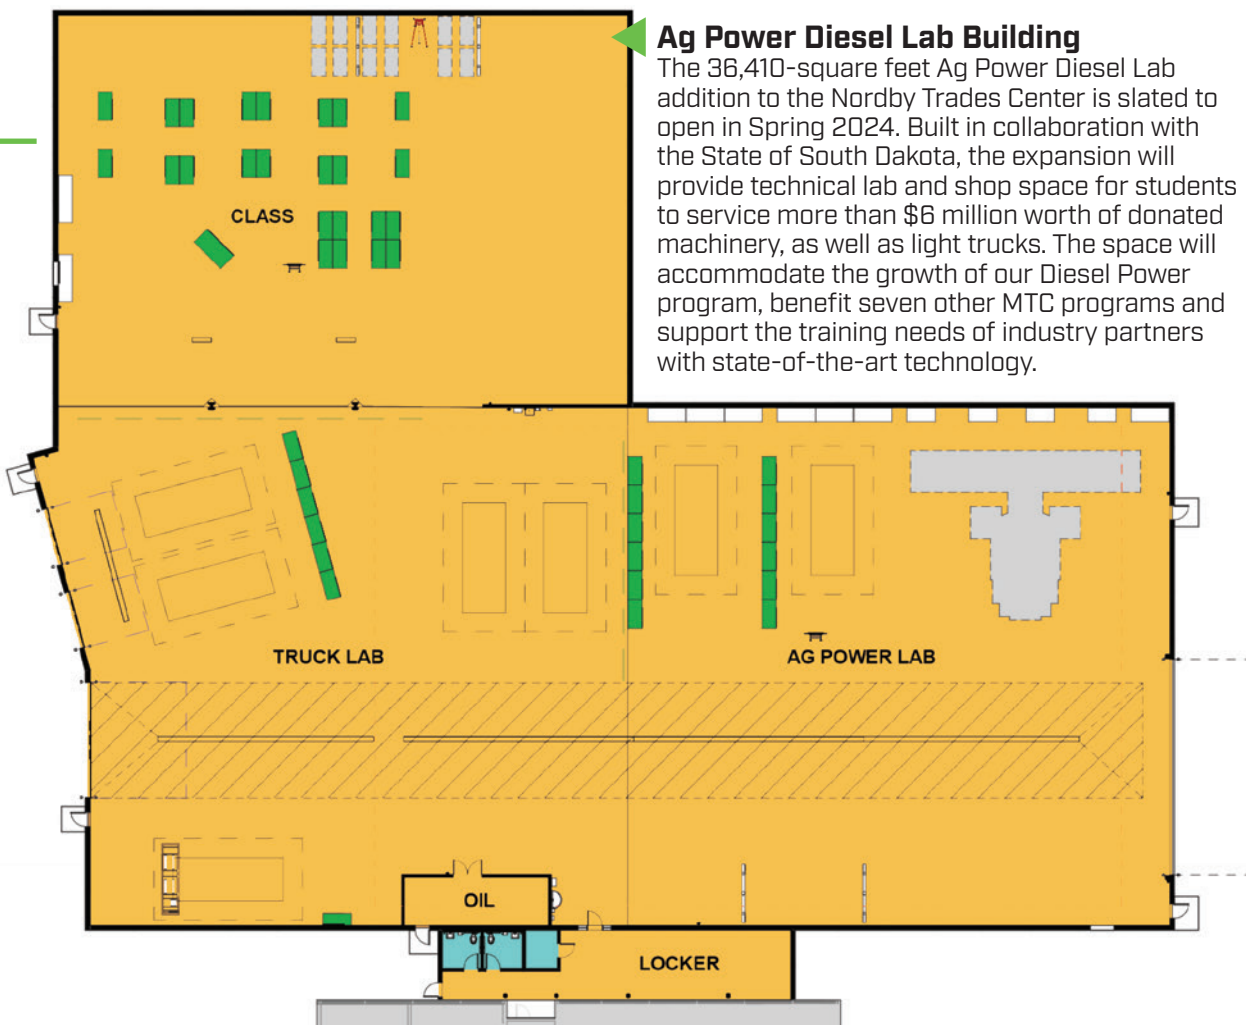 Ag Power Diesel Lab Building
The 36,410-square feet Ag Power Diesel Lab
addition to the Nordby Trades Center is slated to
open in Spring 2024. Built in collaboration with
the State of South Dakota, the expansion will
provide technical lab and shop space for students
to service more than $6 million worth of donated
machinery, as well as light trucks. The space will
accommodate the growth of our Diesel Power
program, benefit seven other MTC programs and
support the training needs of industry partners
with state-of-the-art technology.
CLASS
TRUCK LAB
AG POWER LAB
OIL
LOCKER